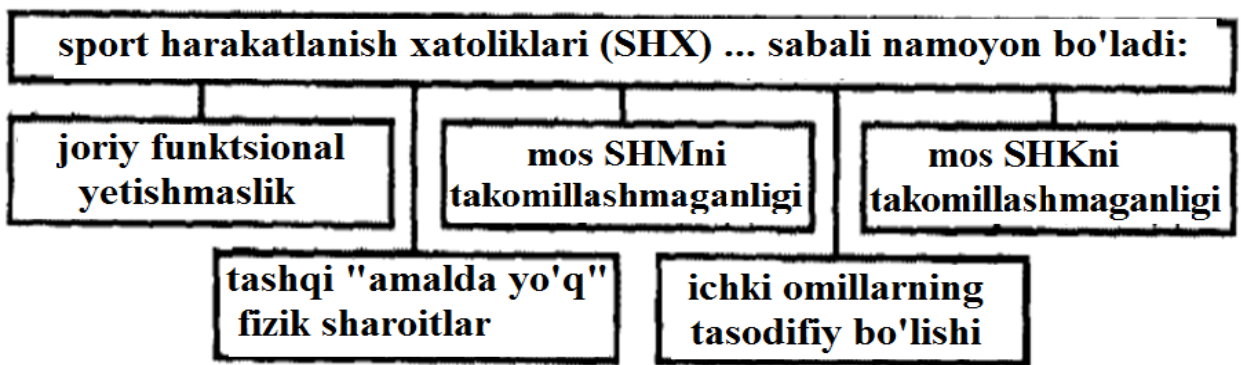 sport harakatlanish xatoliklari (SHX) ... sabali namoyon bo'ladi:
joriy funktsional
yetishmaslik
mos SHMni
takomillashmaganligi
mos SHKni
takomillashmaganligi
tashqi "amalda yo'q"
fizik sharoitlar
ichki omillarning
tasodifiy bo'lishi